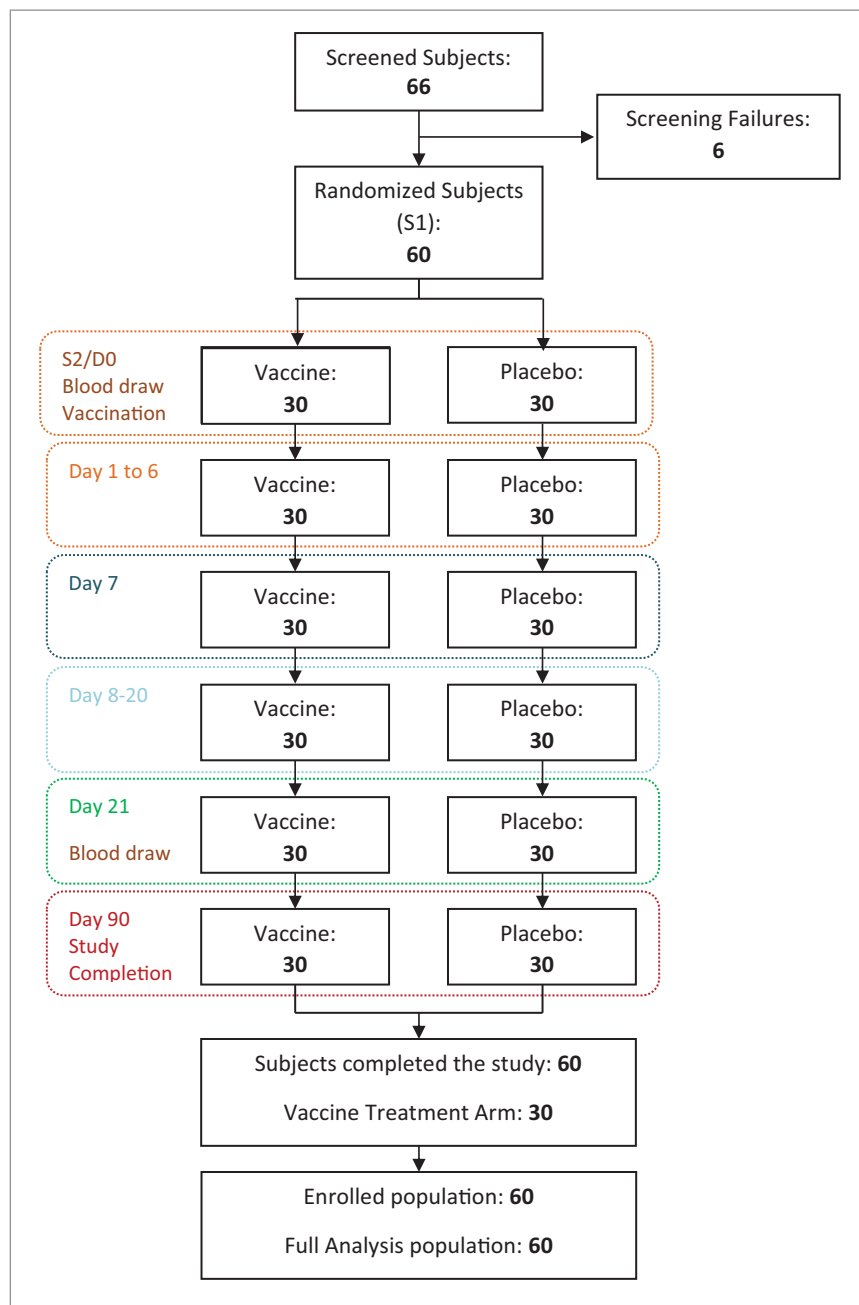 Screened Subjects:
66
Screening Failures:
6
Randomized Subjects
(S1):
60
S2/D0
Blood draw
Vaccination
Vaccine:
30
Placebo:
30
Day 1 to 6
Vaccine:
30
Placebo:
30
Day 7
Vaccine:
30
Placebo:
30
Day 8-20
Vaccine:
30
Placebo:
30
Day 21
Blood draw
Vaccine:
30
Placebo:
30
Day 90
Study
Completion
Vaccine:
30
Placebo:
30
Subjects completed the study: 60
Vaccine Treatment Arm: 30
Enrolled population: 60
Full Analysis population: 60